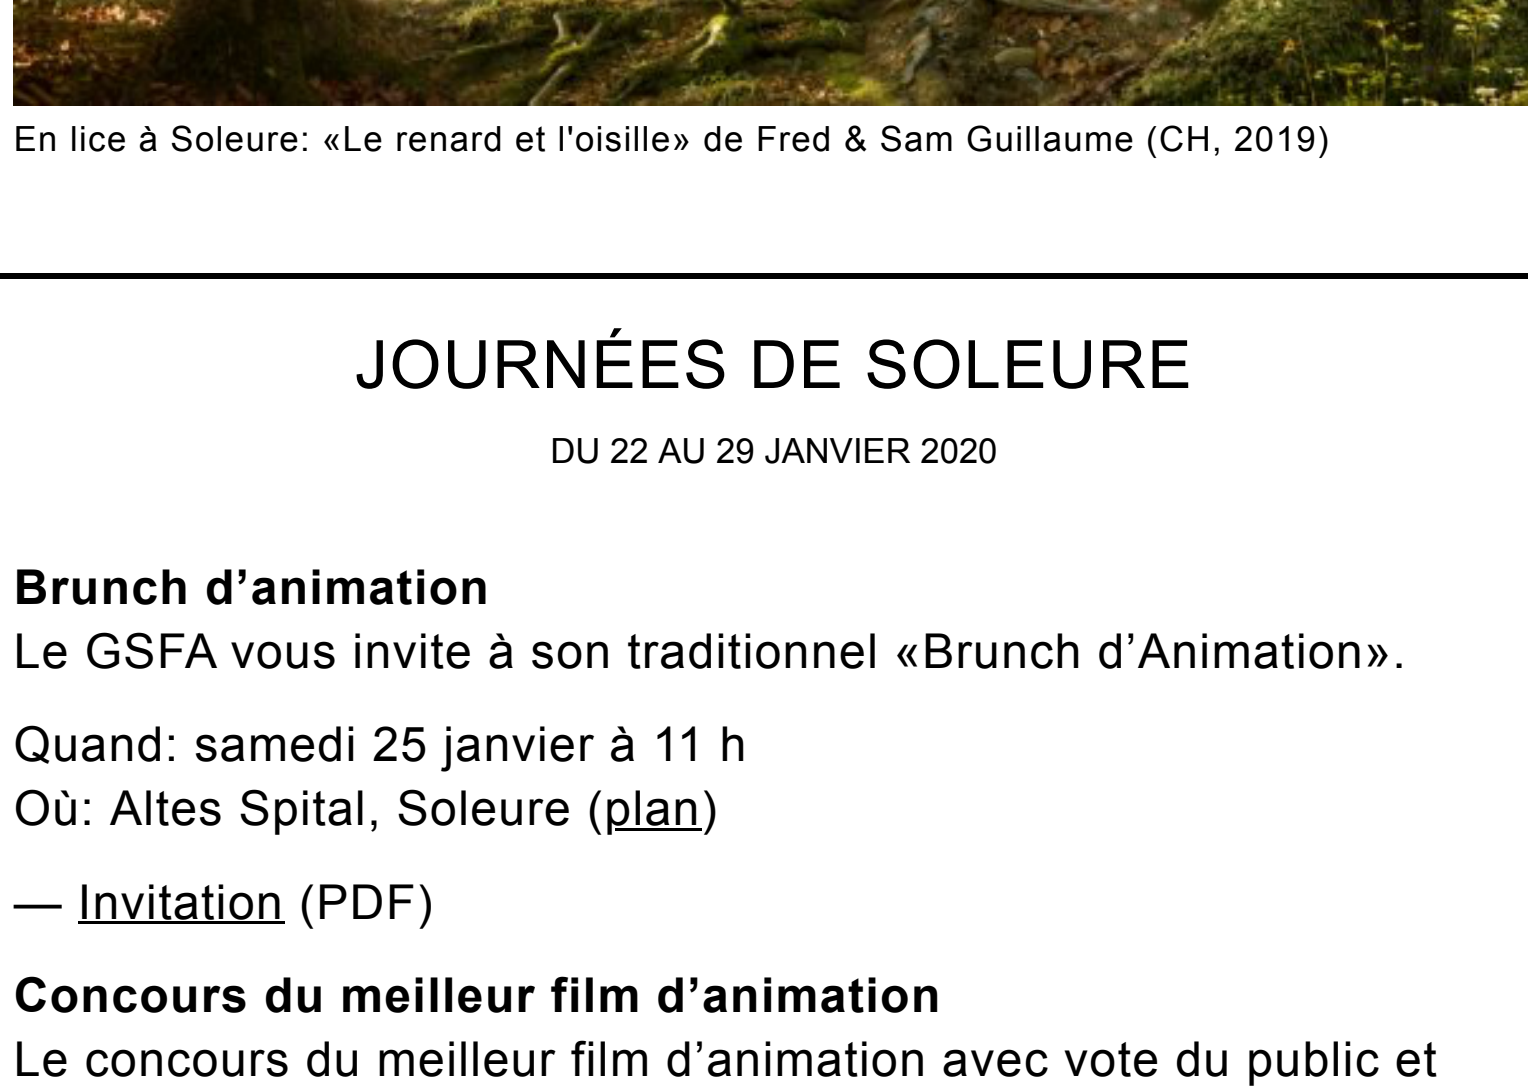 En lice à Soleure: «Le renard et l'oisille» de Fred & Sam Guillaume (CH, 2019)
JOURNÉES DE SOLEURE
DU 22 AU 29 JANVIER 2020
Brunch d’animation
Le GSFA vous invite à son traditionnel «Brunch d’Animation».
Quand: samedi 25 janvier à 11 h
Où: Altes Spital, Soleure (plan)
— Invitation (PDF)
Concours du meilleur film d’animation
Le concours du meilleur film d’animation avec vote du public et